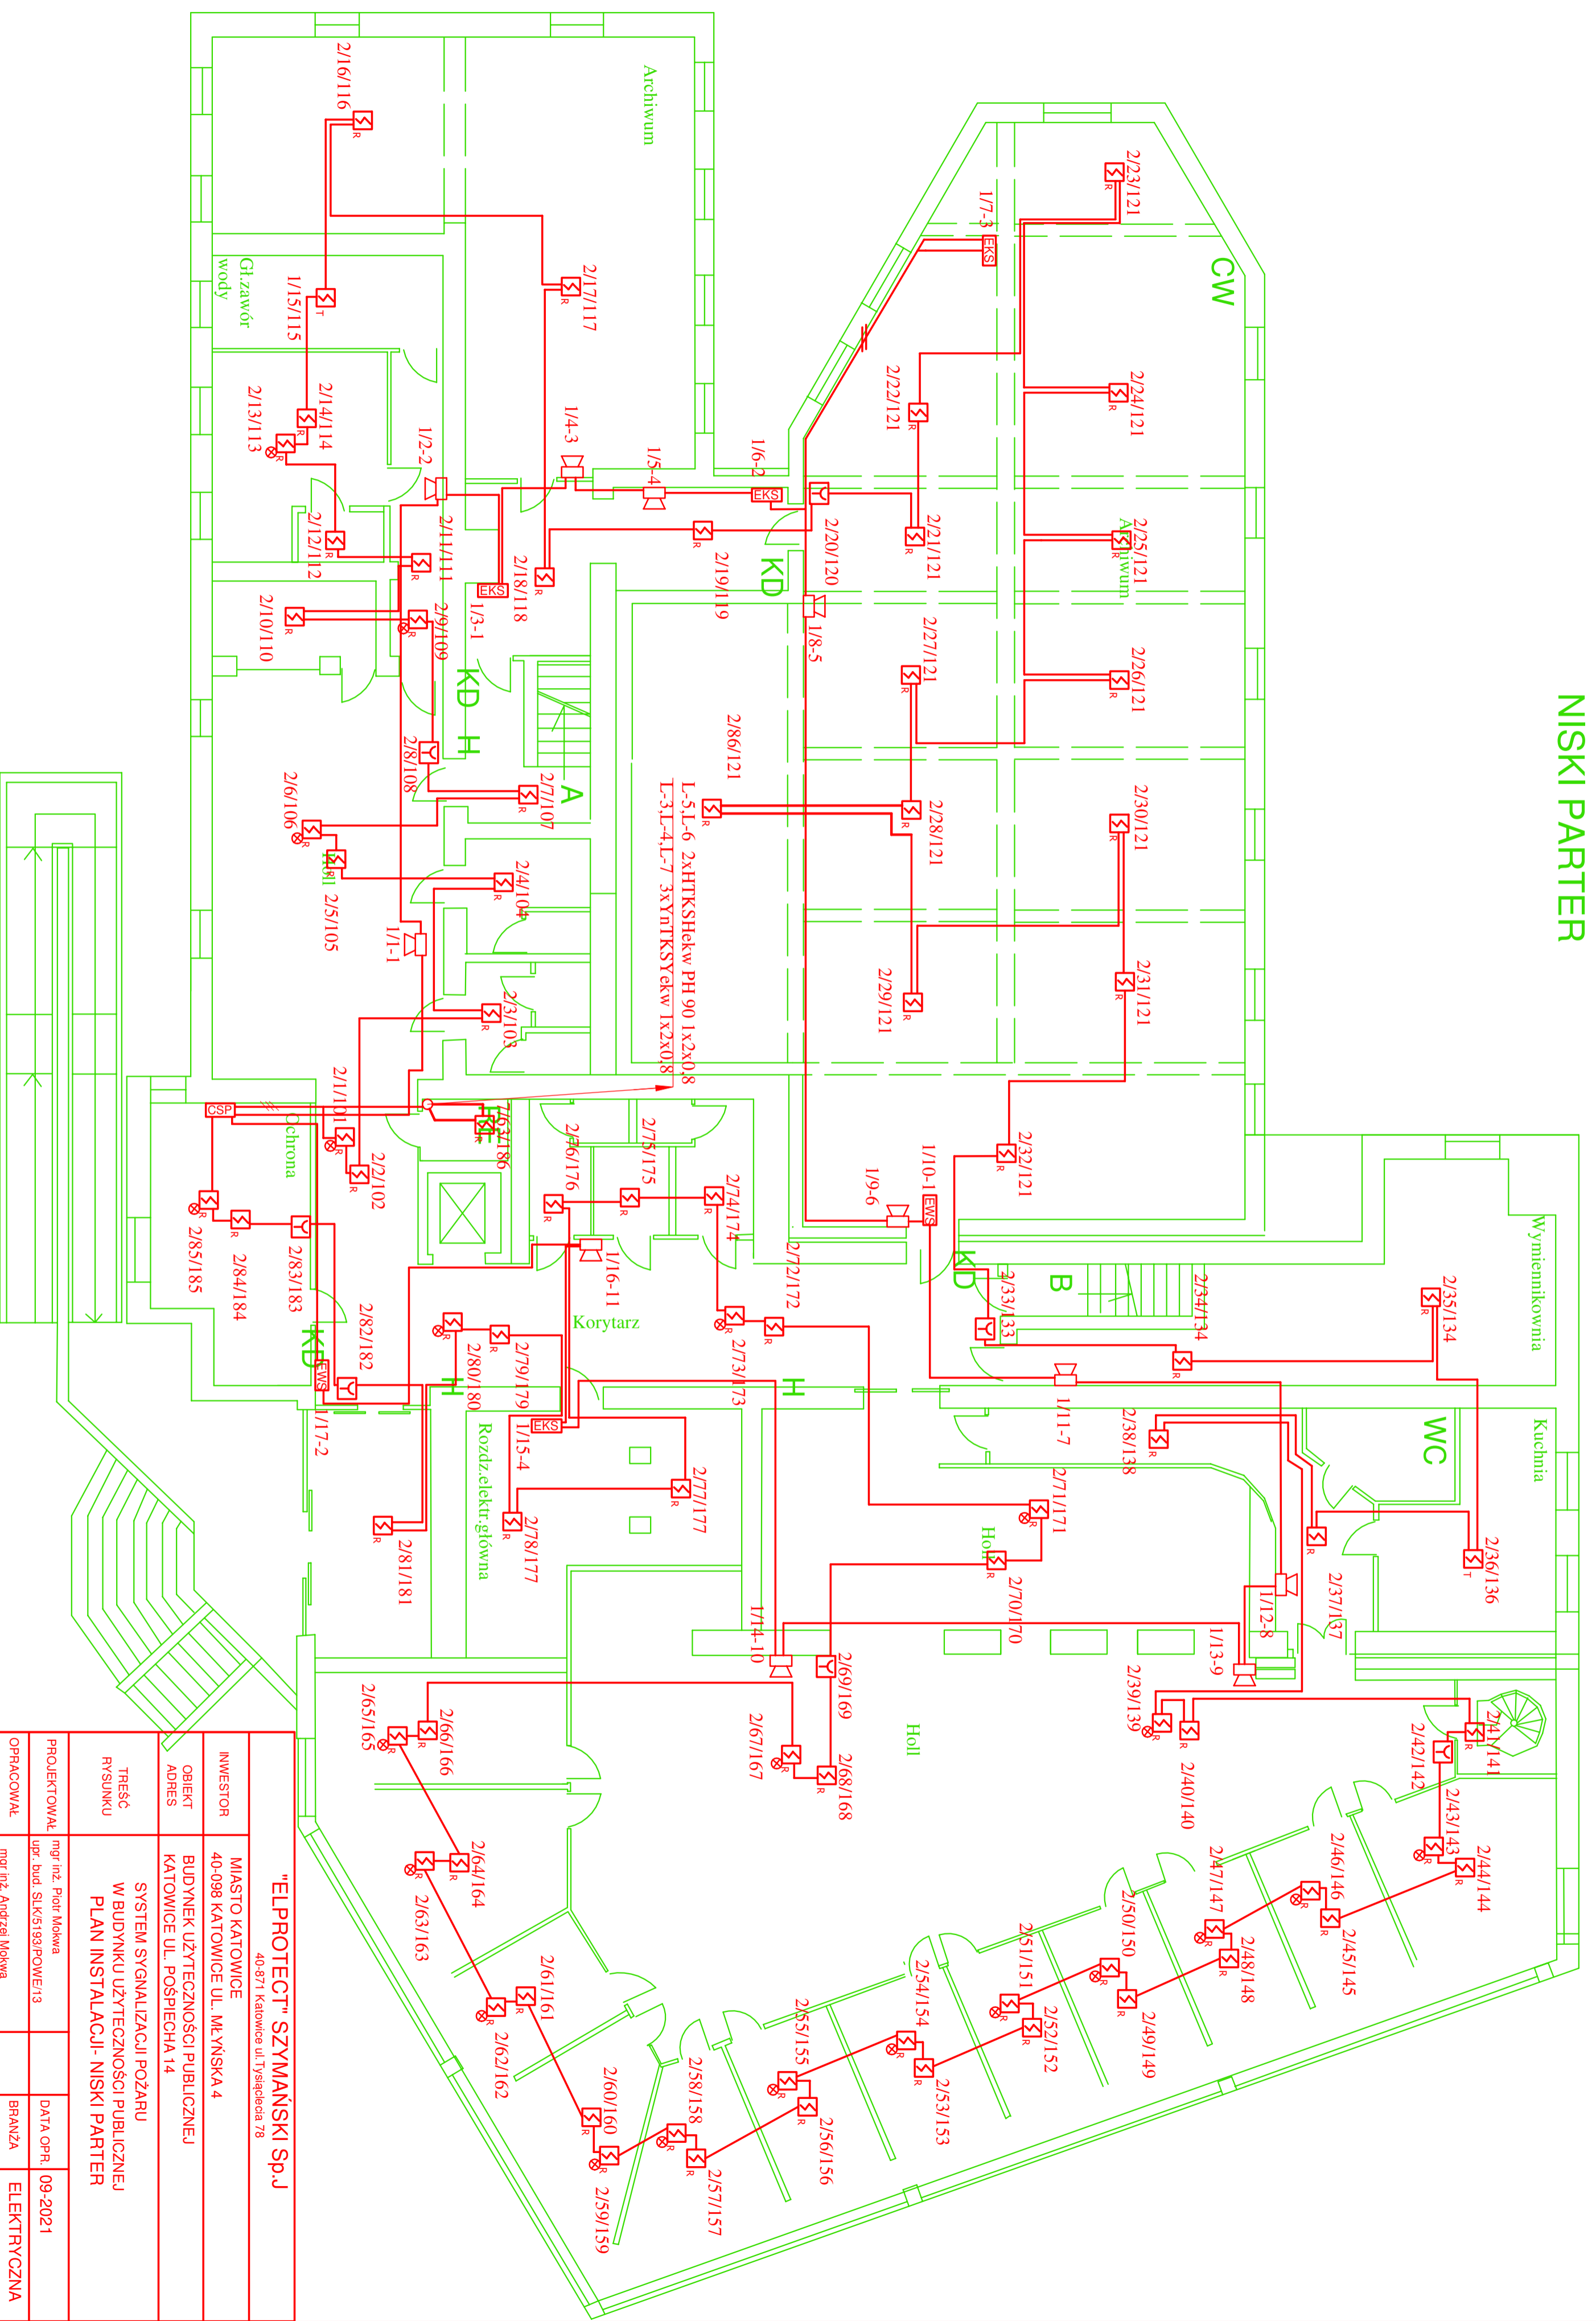 NISKI PARTER
Wymiennikownia
Kuchnia
WC
CW
Archiwum
Archiwum
Gł.zawór
wody
KD
KD
KD
KD
H
H
H
H
A
B
Holl
Holl
Holl
Korytarz
Ochrona
Rozdz.elektr.główna
L-5,L-6 2xHTKSHekw PH 90 1x2x0,8
L-3,L-4,L-7 3xYnTKSYekw 1x2x0,8
CSP
EKS
EKS
EKS
EKS
EWS
EWS
1/1-1
1/2-2
1/3-1
1/4-3
1/5-4
1/6-2
1/7-3
1/8-5
1/9-6
1/10-1
1/11-7
1/12-8
1/13-9
1/14-10
1/15-4
1/16-11
1/17-2
2/1/101
2/2/102
2/3/103
2/4/104
2/5/105
2/6/106
2/7/107
2/8/108
2/9/109
2/10/110
2/11/111
2/12/112
2/13/113
2/14/114
1/15/115
2/16/116
2/17/117
2/18/118
2/19/119
2/20/120
2/21/121
2/22/121
2/23/121
2/24/121
2/25/121
2/26/121
2/27/121
2/28/121
2/29/121
2/30/121
2/31/121
2/32/121
2/33/133
2/34/134
2/35/134
2/36/136
2/37/137
2/38/138
2/39/139
2/40/140
2/41/141
2/42/142
2/43/143
2/44/144
2/45/145
2/46/146
2/47/147
2/48/148
2/49/149
2/50/150
2/51/151
2/52/152
2/53/153
2/54/154
2/55/155
2/56/156
2/57/157
2/58/158
2/59/159
2/60/160
2/61/161
2/62/162
2/63/163
2/64/164
2/65/165
2/66/166
2/67/167
2/68/168
2/69/169
2/70/170
2/71/171
2/72/172
2/73/173
2/74/174
2/75/175
2/76/176
2/77/177
2/78/177
2/79/179
2/80/180
2/81/181
2/82/182
2/83/183
2/84/184
2/85/185
2/86/121
7/63/186
"ELPROTECT" SZYMAŃSKI Sp.J
40-871 Katowice ul.Tysiąclecia 78
INWESTOR
MIASTO KATOWICE
40-098 KATOWICE UL. MŁYŃSKA 4
OBIEKT
ADRES
BUDYNEK UŻYTECZNOŚCI PUBLICZNEJ
KATOWICE UL. POŚPIECHA 14
TREŚĆ
RYSUNKU
SYSTEM SYGNALIZACJI POŻARU
W BUDYNKU UŻYTECZNOŚCI PUBLICZNEJ
PLAN INSTALACJI- NISKI PARTER
PROJEKTOWAŁ
mgr inż. Piotr Mokwa
upr. bud. SLK/5193/POWE/13
DATA OPR. 09-2021
OPRACOWAŁ
mgr inż. Andrzej Mokwa
BRANŻA ELEKTRYCZNA